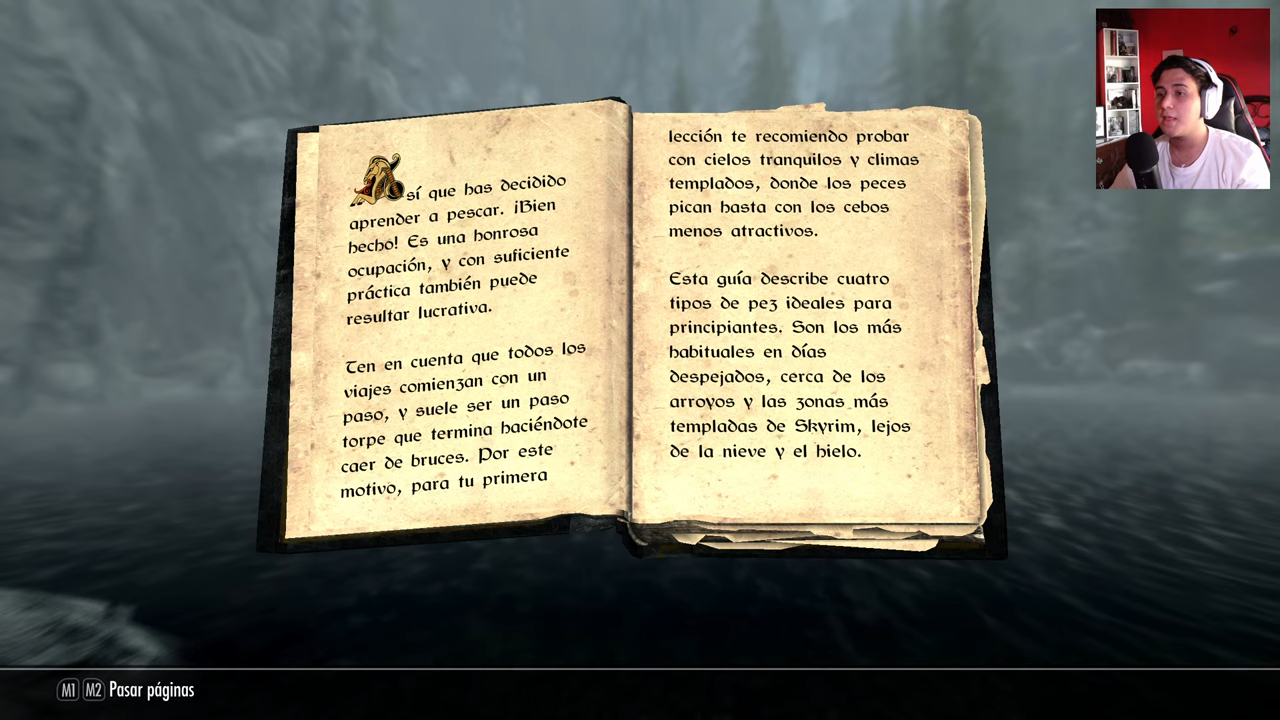 Así que has decidido
aprender a pescar. ¡Bien
hecho! Es una honrosa
ocupación, y con suficiente
práctica también puede
resultar lucrativa.
Ten en cuenta que todos los
viajes comienzan con un
paso, y suele ser un paso
torpe que termina haciéndote
caer de bruces. Por este
motivo, para tu primera
lección te recomiendo probar
con cielos tranquilos y climas
templados, donde los peces
pican hasta con los cebos
menos atractivos.
Esta guía describe cuatro
tipos de pez ideales para
principiantes. Son los más
habituales en días
despejados, cerca de los
arroyos y las zonas más
templadas de Skyrim, lejos
de la nieve y el hielo.
M1 M2 Pasar páginas